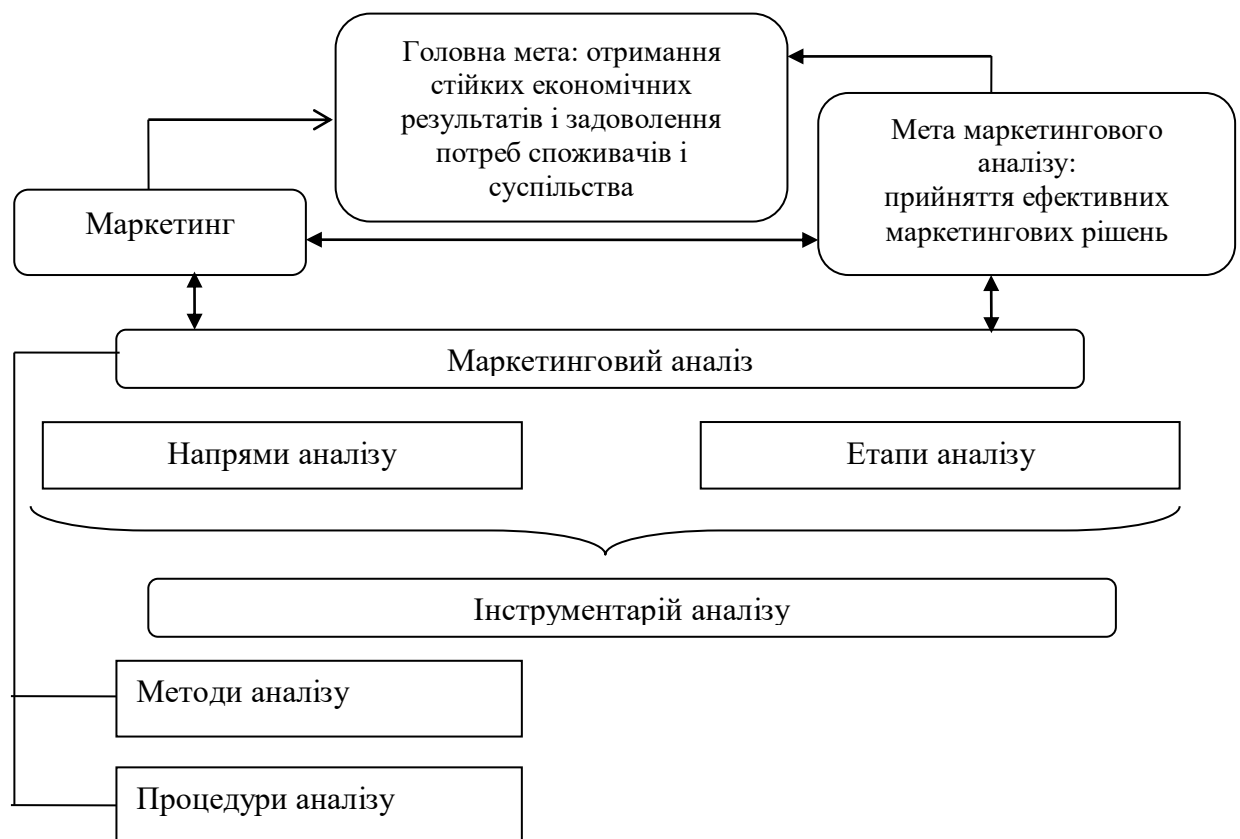 Головна мета: отримання
стійких економічних
результатів і задоволення
потреб споживачів і
суспільства
Мета маркетингового
аналізу:
прийняття ефективних
маркетингових рішень
Маркетинг
Маркетинговий аналіз
Напрями аналізу
Етапи аналізу
Інструментарій аналізу
Методи аналізу
Процедури аналізу